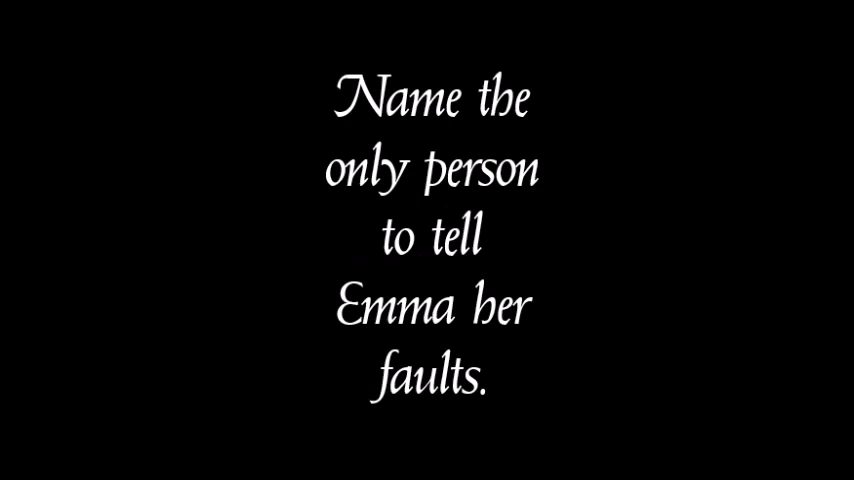 Name the
only person
to tell
Emma her
faults.